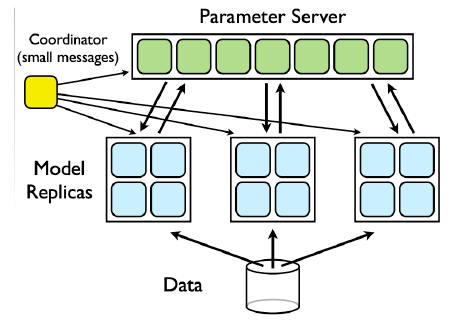 Parameter Server
Coordinator
(small messages)
Model
Replicas
Data